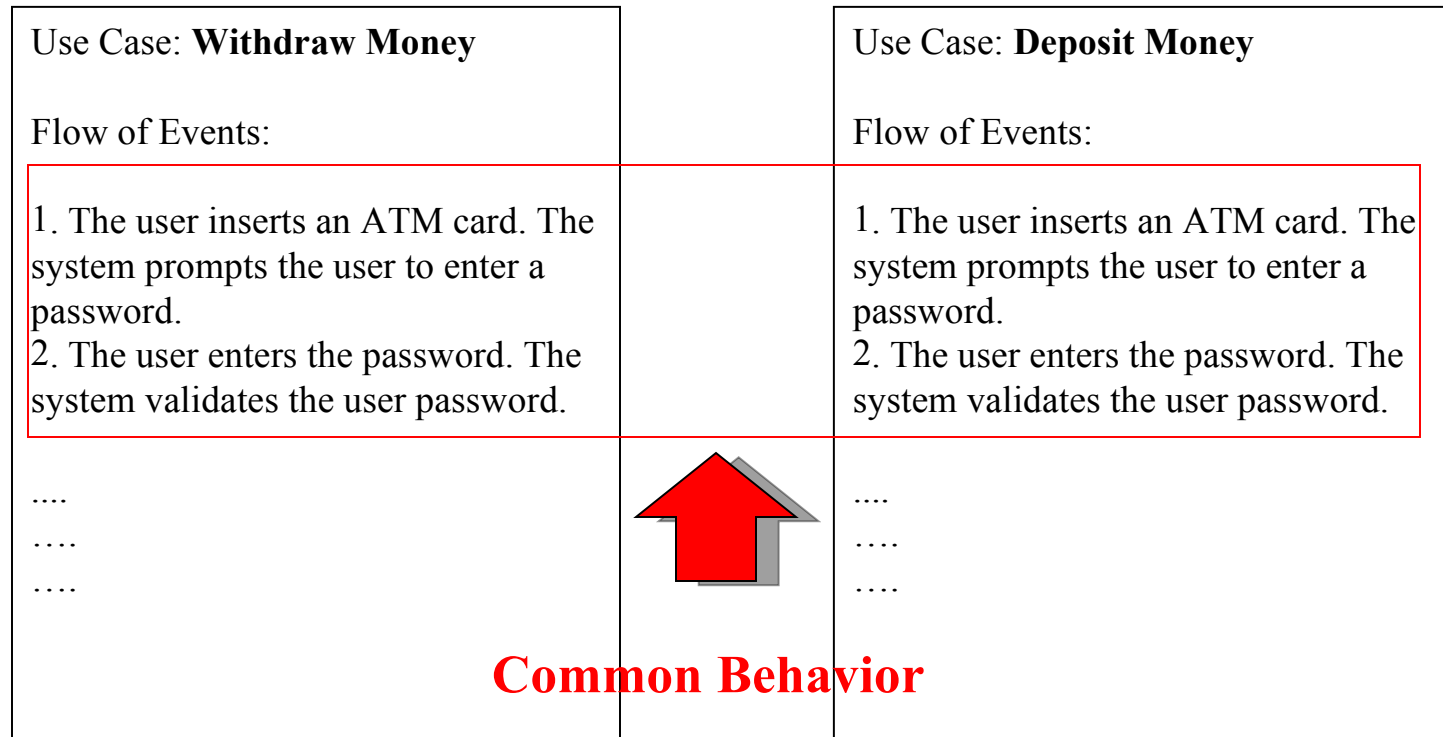 Use Case: Withdraw Money
Flow of Events:
1. The user inserts an ATM card. The
system prompts the user to enter a
password.
2. The user enters the password. The
system validates the user password.
....
….
….
Use Case: Deposit Money
Flow of Events:
1. The user inserts an ATM card. The
system prompts the user to enter a
password.
2. The user enters the password. The
system validates the user password.
....
….
….
Common Behavior